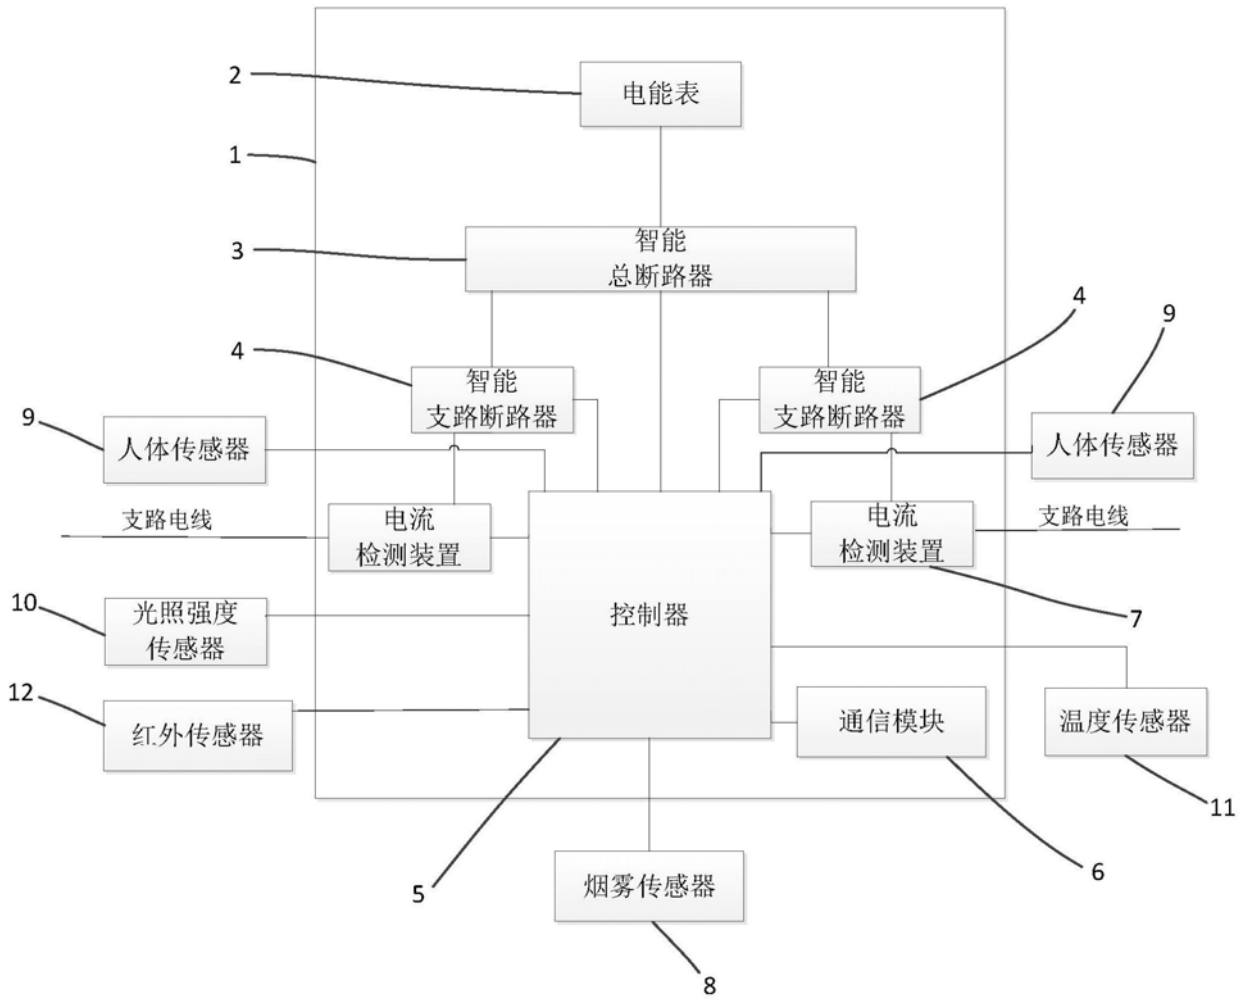 2
电能表
1
3
智能
总断路器
4
9
4
智能
支路断路器
智能
支路断路器
9
人体传感器
人体传感器
支路电线
电流
检测装置
电流
检测装置
支路电线
10
光照强度
传感器
控制器
7
12
红外传感器
通信模块
温度传感器
11
5
烟雾传感器
6
8